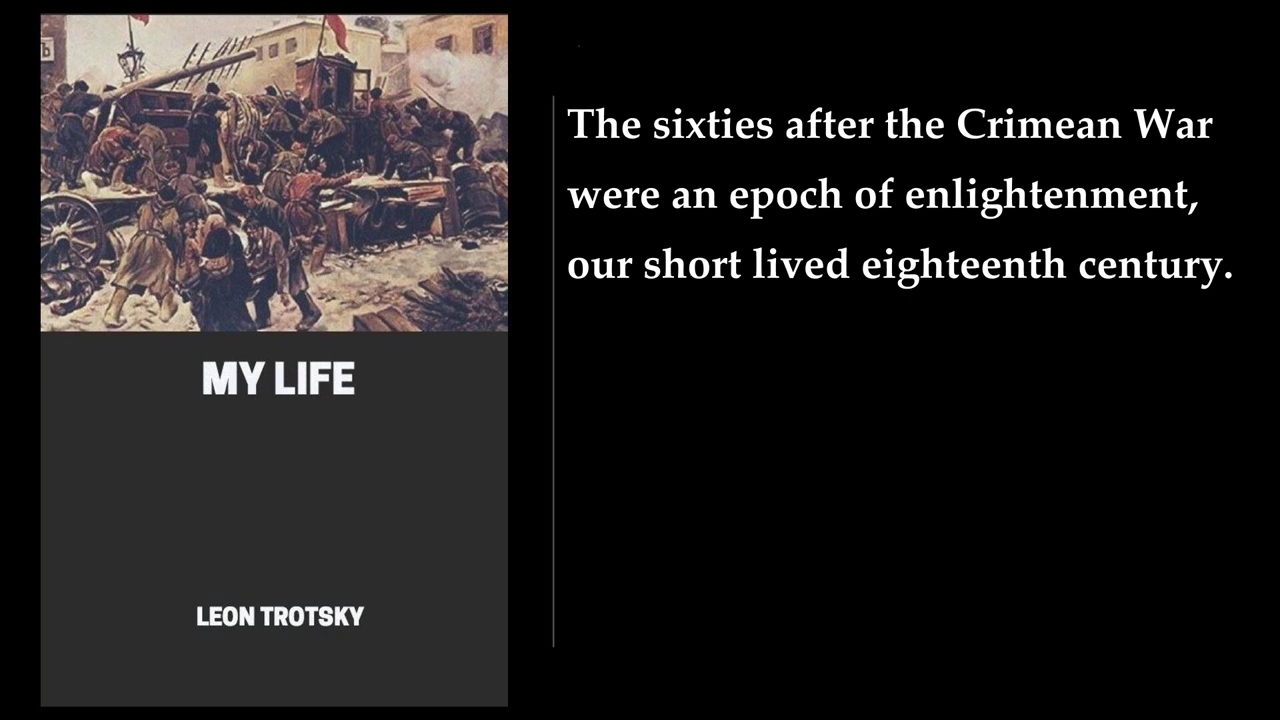 MY LIFE
LEON TROTSKY
The sixties after the Crimean War
were an epoch of enlightenment,
our short lived eighteenth century.